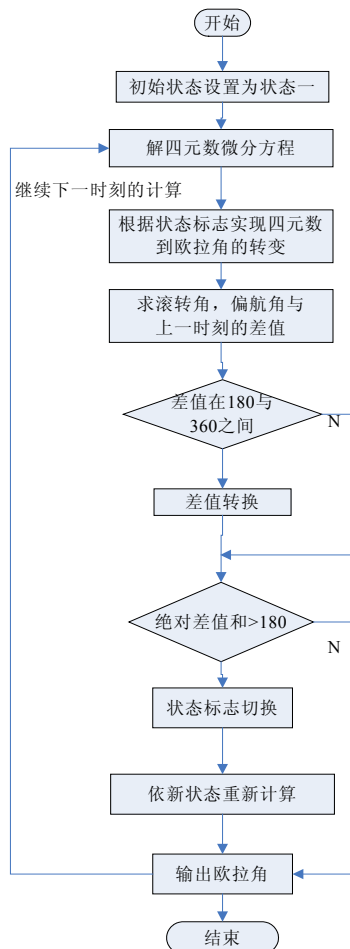 开始
初始状态设置为状态一
解四元数微分方程
继续下一时刻的计算
根据状态标志实现四元数
到欧拉角的转变
求滚转角，偏航角与
上一时刻的差值
差值在180与
360之间
N
差值转换
绝对差值和>180
N
状态标志切换
依新状态重新计算
输出欧拉角
结束